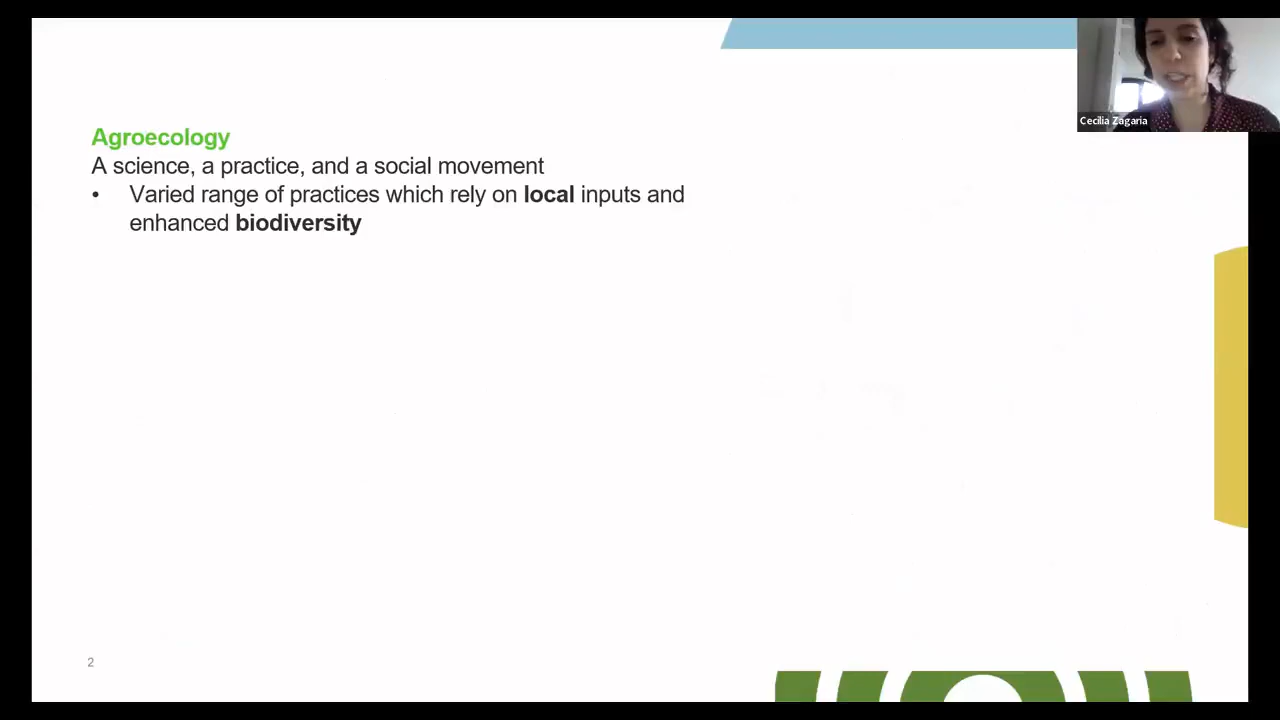 Cecilia Zagaria
Agroecology
A science, a practice, and a social movement
• Varied range of practices which rely on local inputs and
enhanced biodiversity
2